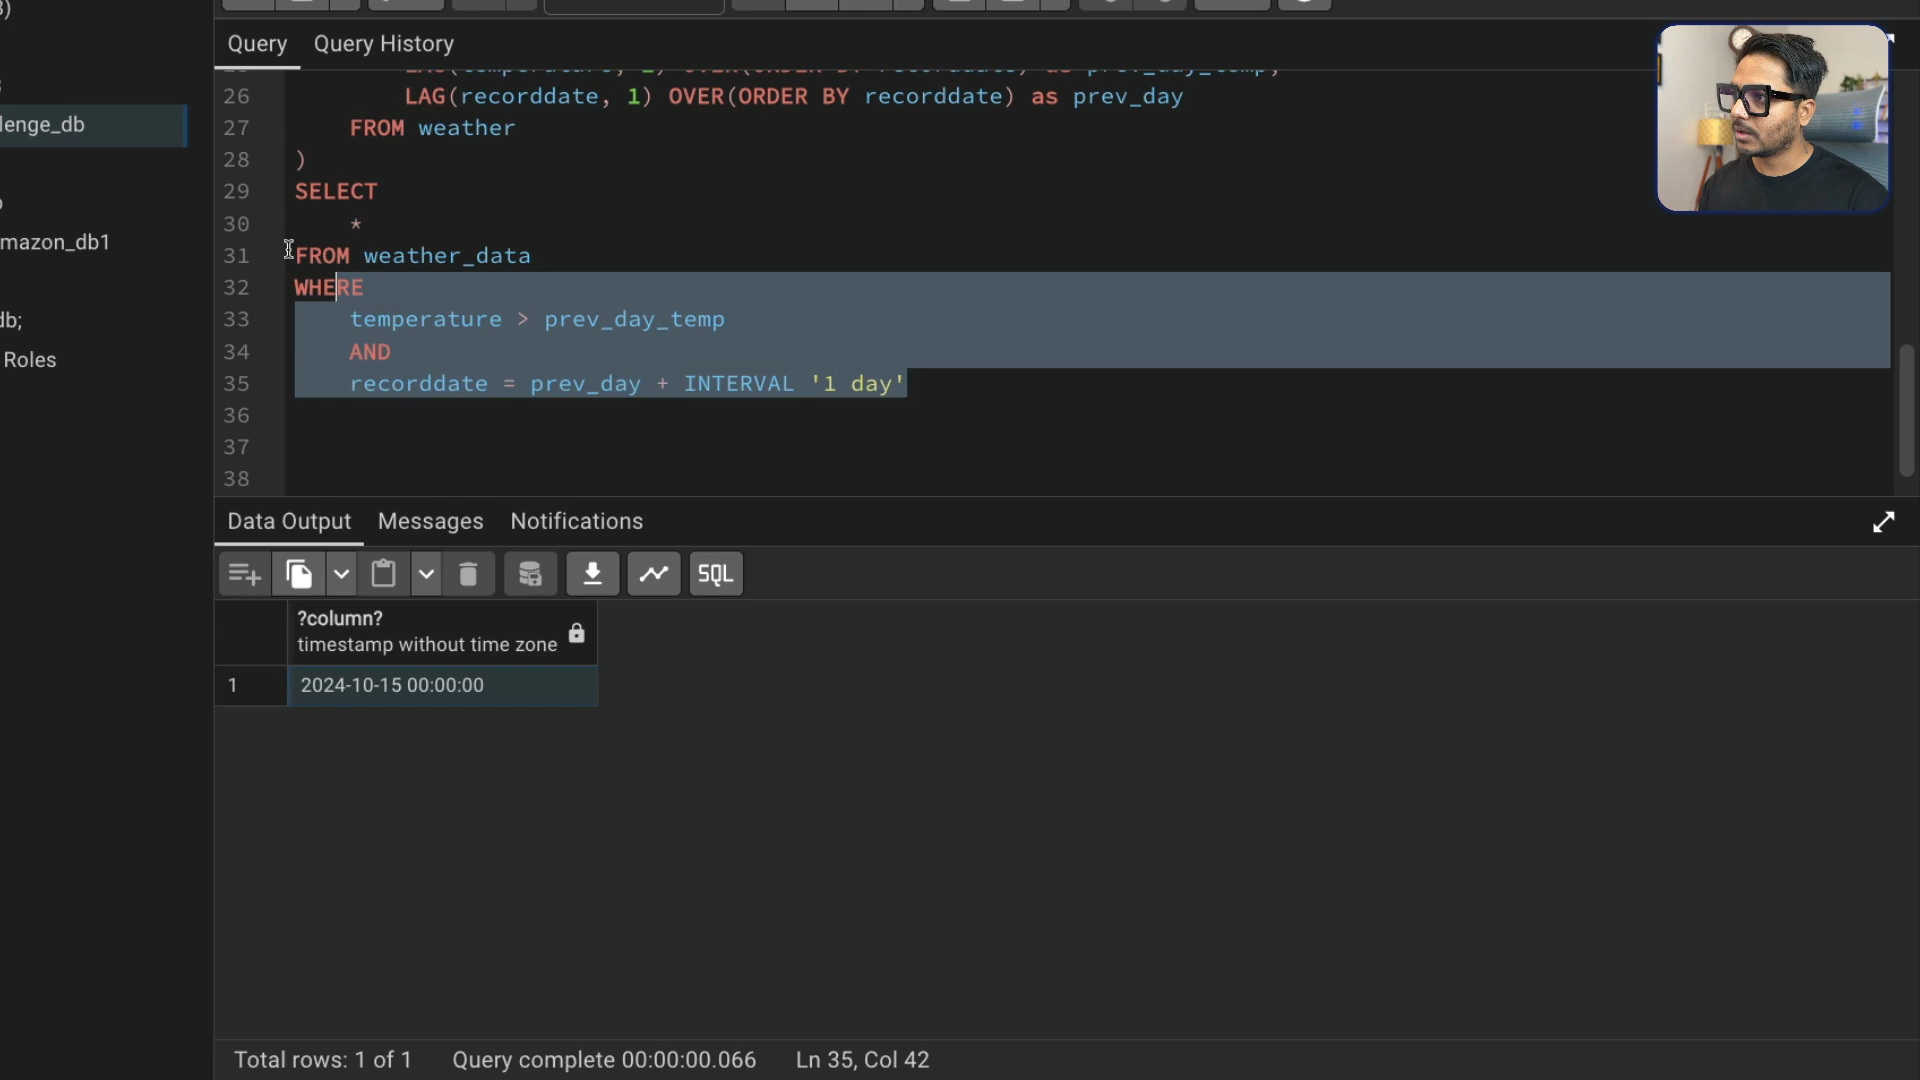 Query Query History
lenge_db
mazon_db1
db;
Roles
26 LAG(recorddate, 1) OVER(ORDER BY recorddate) as prev_day
27 FROM weather
28 )
29 SELECT
30 *
31 FROM weather_data
32 WHERE
33 temperature > prev_day_temp
34 AND
35 recorddate = prev_day + INTERVAL '1 day'
36
37
38
Data Output Messages Notifications
SQL
?column?
timestamp without time zone
1 2024-10-15 00:00:00
Total rows: 1 of 1 Query complete 00:00:00.066 Ln 35, Col 42